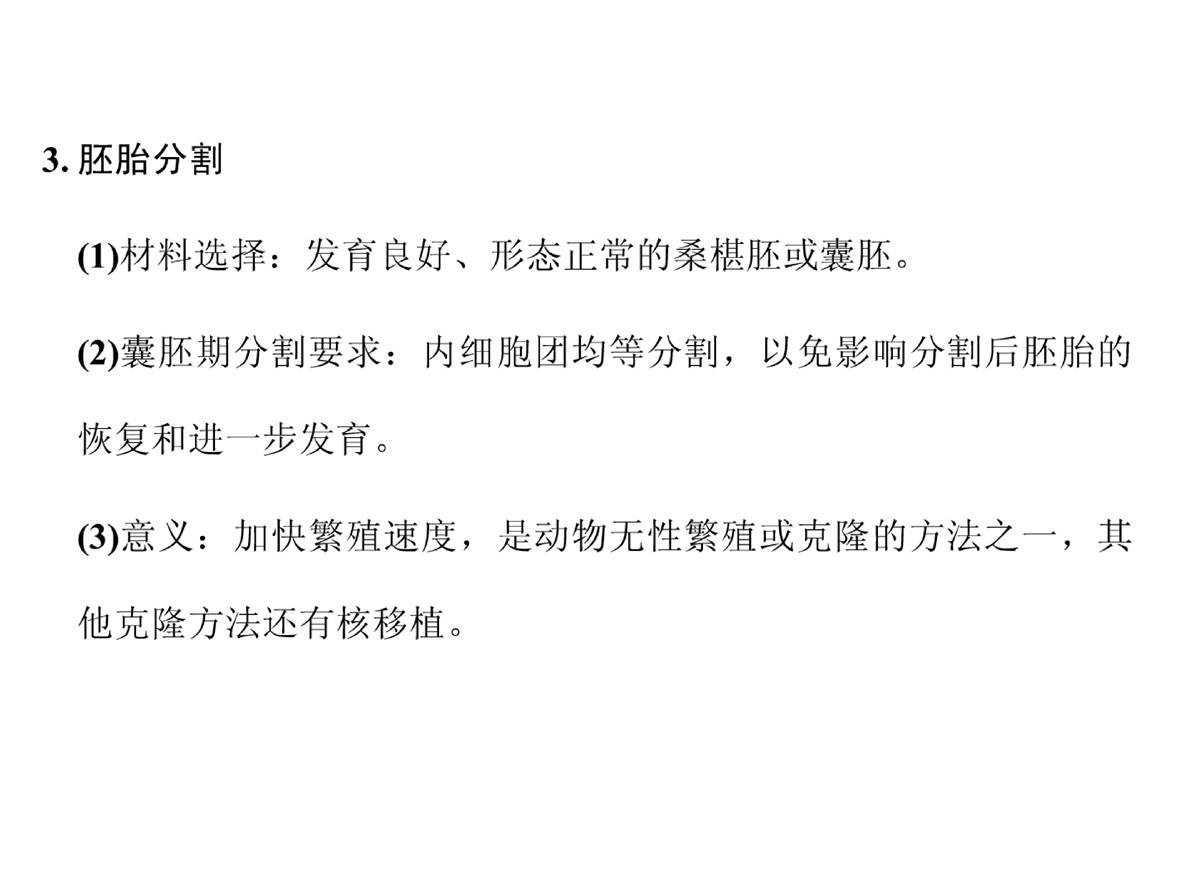 3. 胚胎分割
(1)材料选择：发育良好、形态正常的桑椹胚或囊胚。
(2)囊胚期分割要求：内细胞团均等分割，以免影响分割后胚胎的
恢复和进一步发育。
(3)意义：加快繁殖速度，是动物无性繁殖或克隆的方法之一，其
他克隆方法还有核移植。